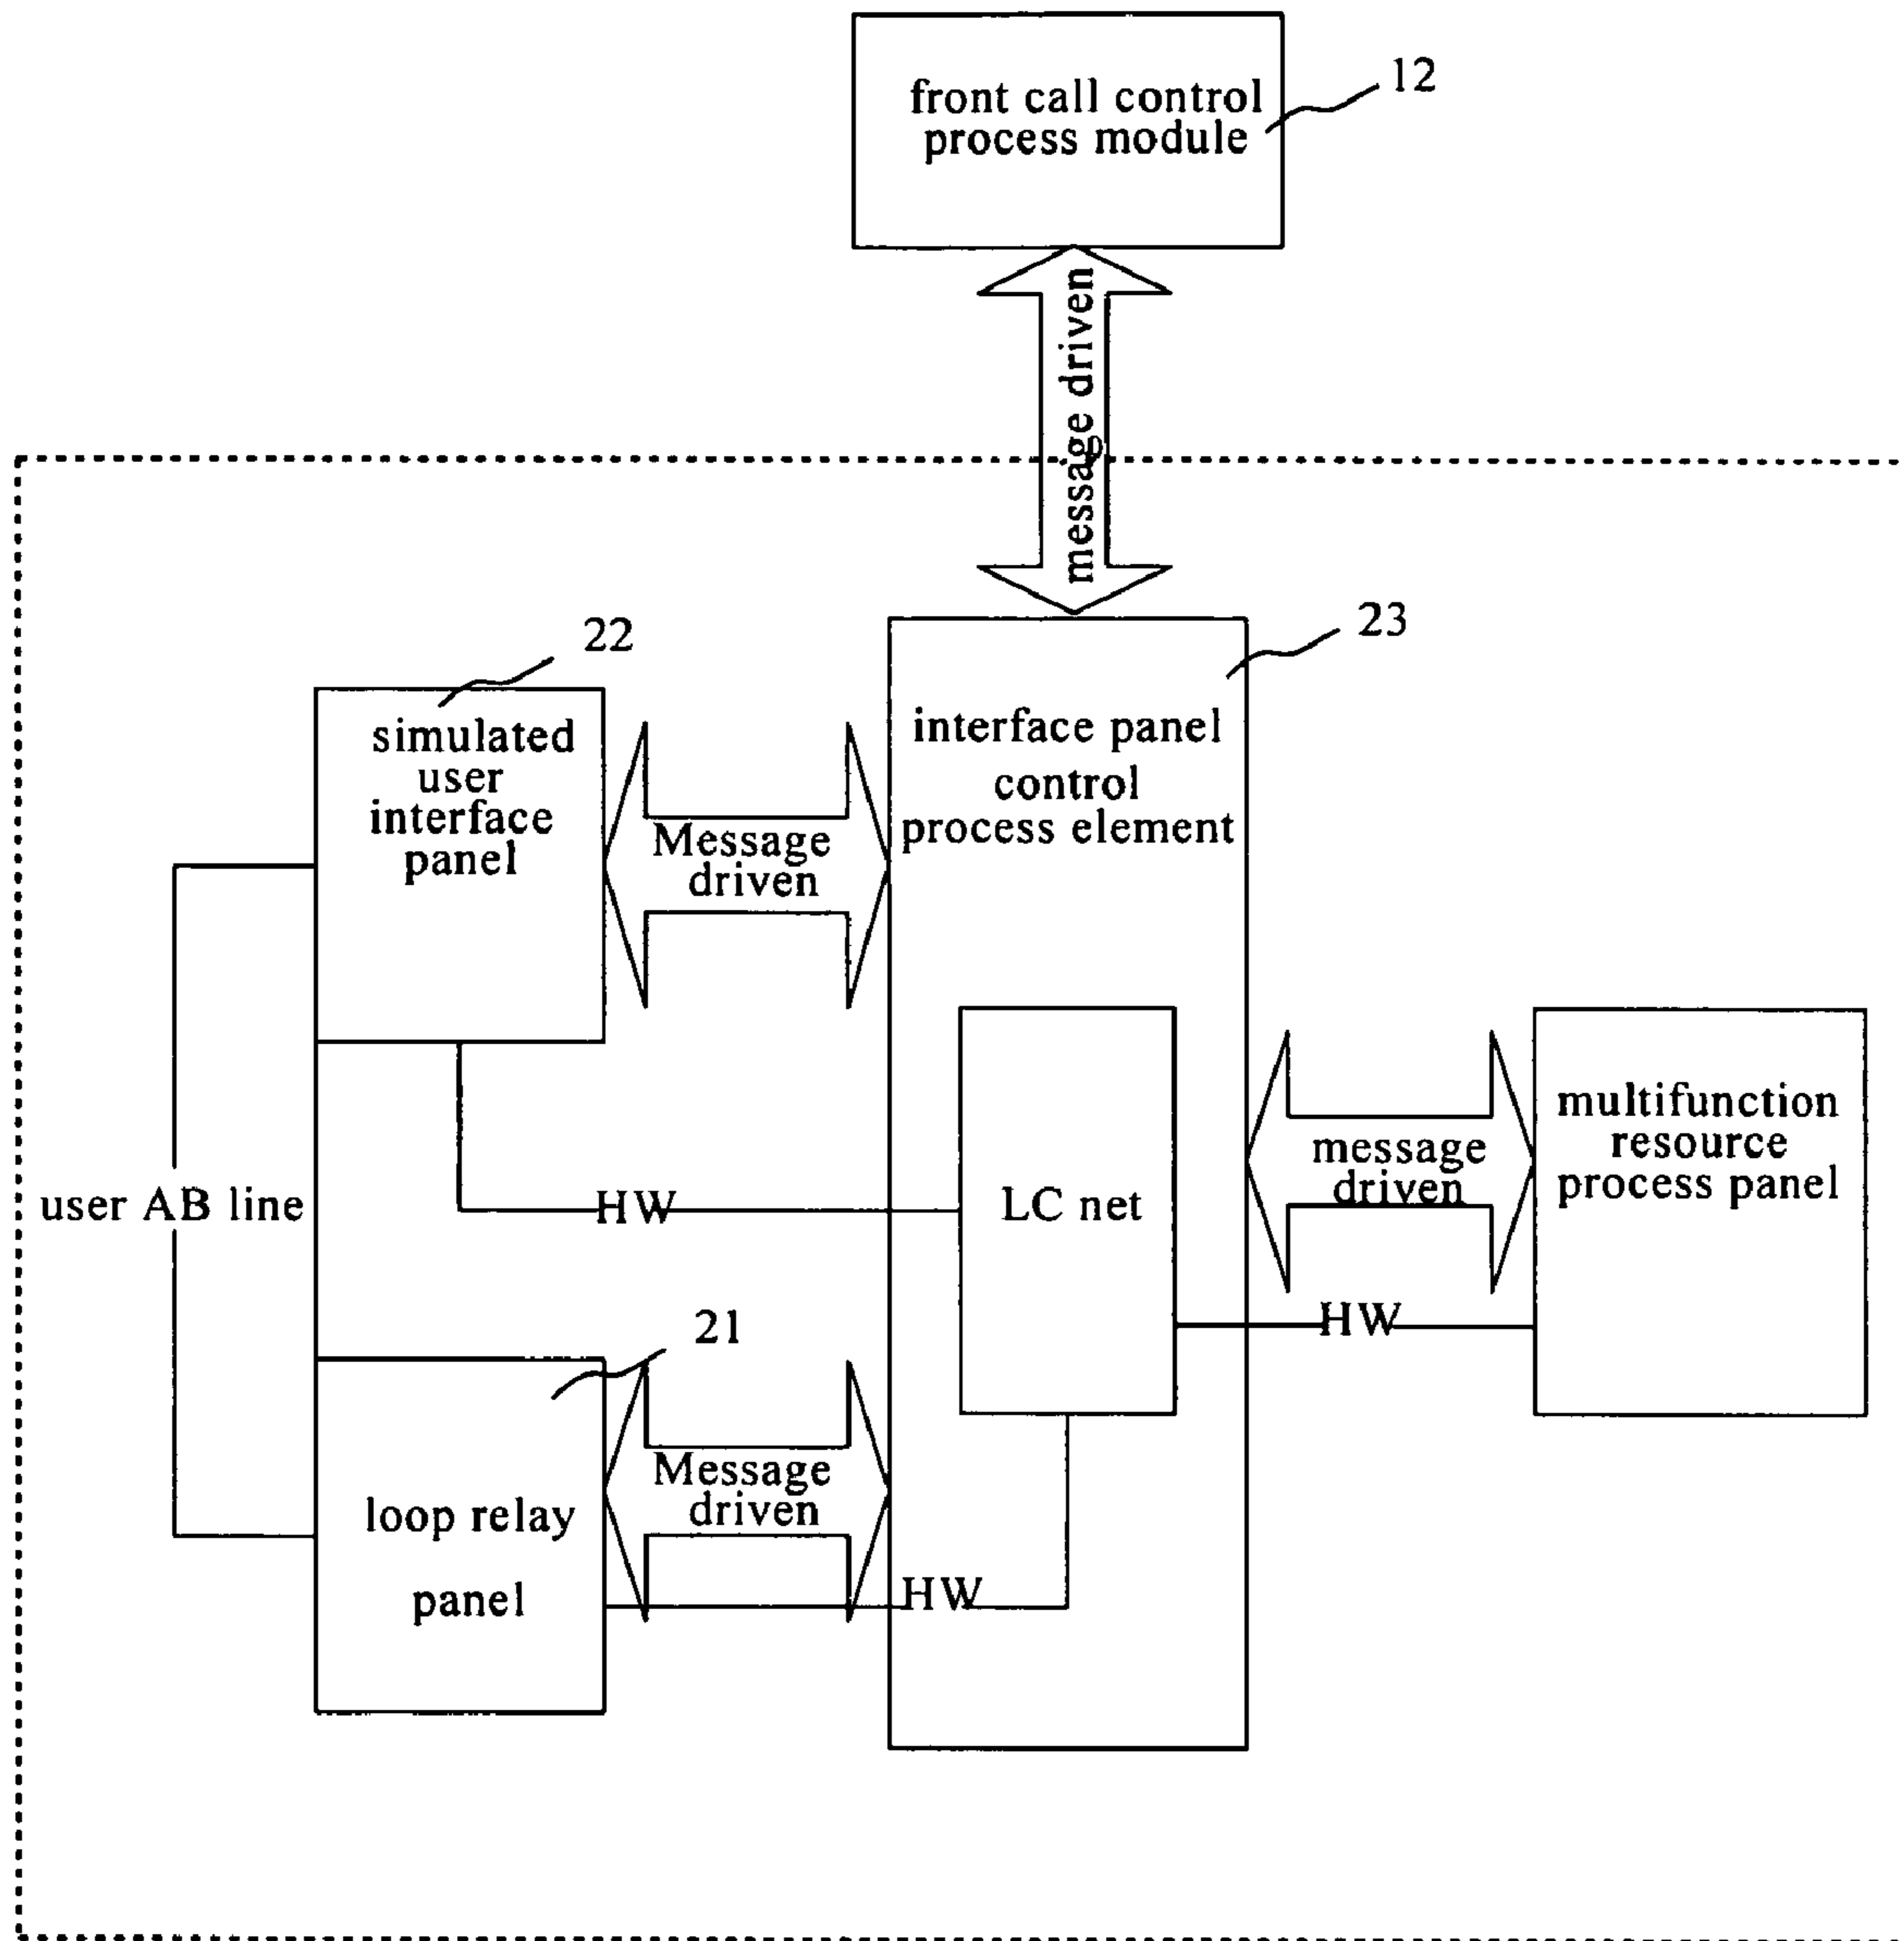 front call control
process module
12
message driven
22
23
simulated
user
interface
panel
Message
driven
interface panel
control
process element
user AB line
HW
LC net
message
driven
multifunction
resource
process panel
HW
21
loop relay
panel
Message
driven
HW